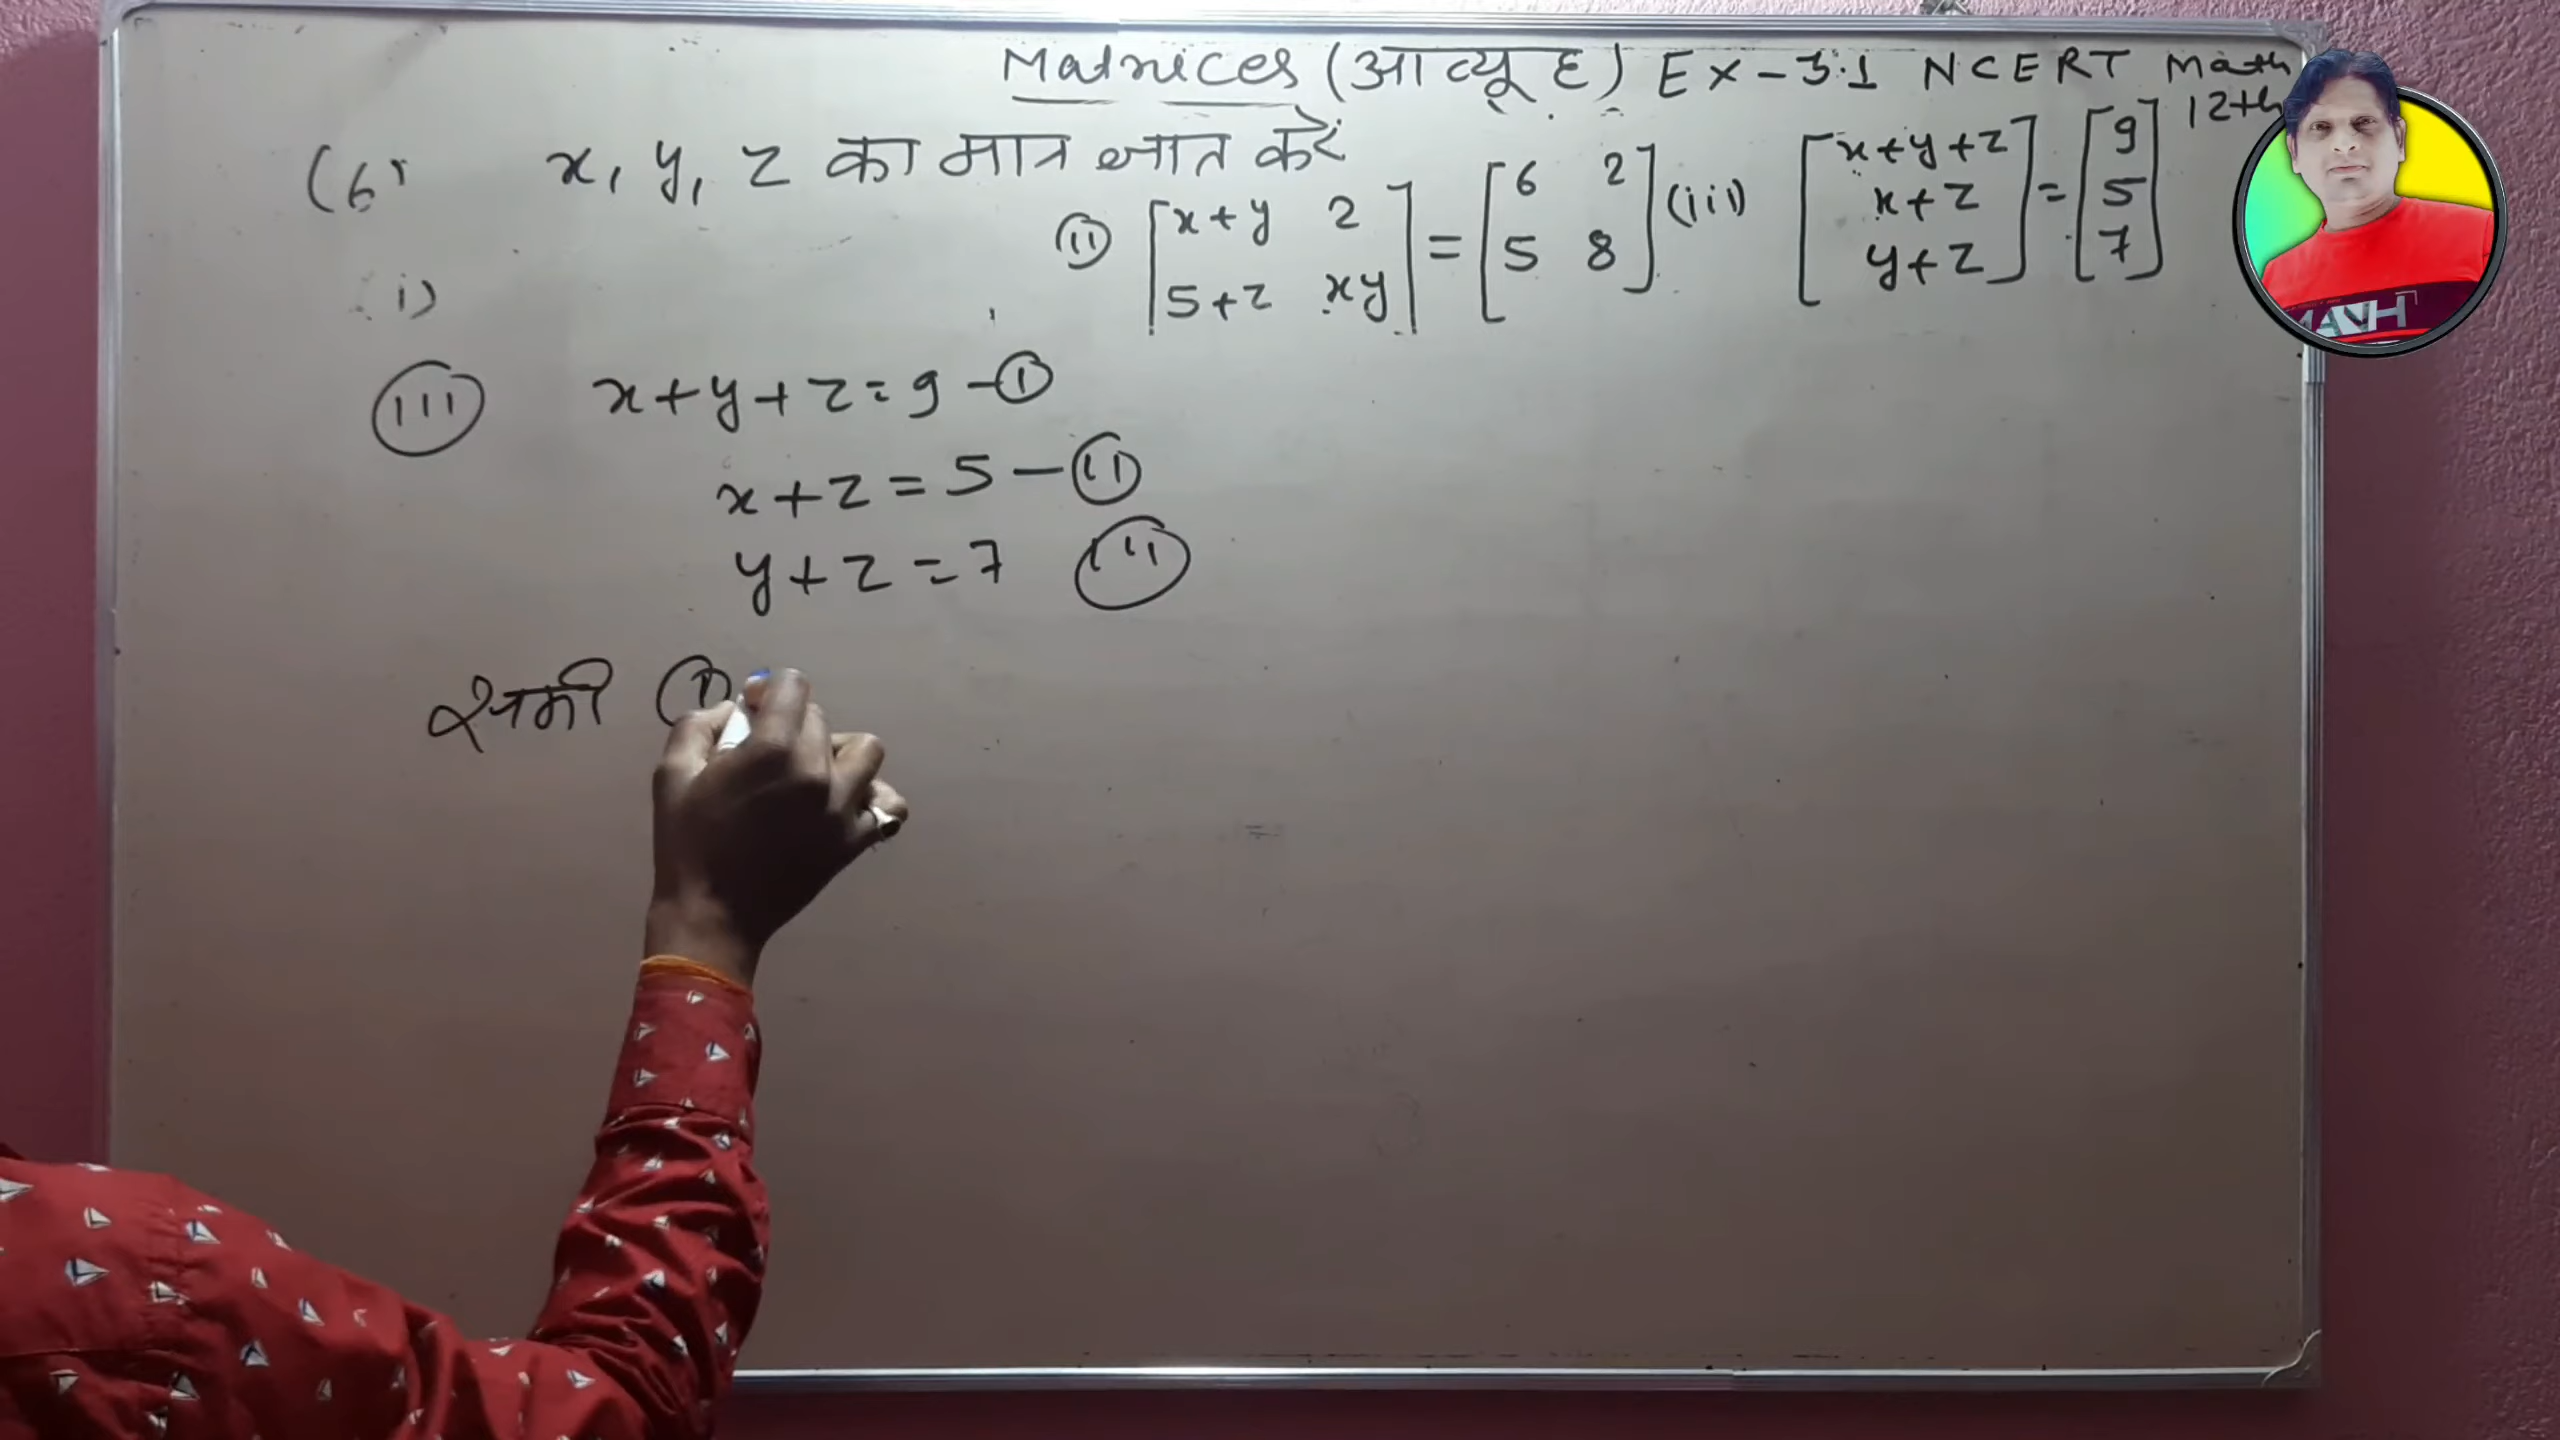 Matrices (आव्यूह) Ex-3.1 NCERT Math 12th
(6) x, y, z का मान ज्ञात करें
(i)
(ii) [x+y 2] = [6 2]
[5+z xy] [5 8]
(iii) [x+y+z] = [9]
[x+z] [5]
[y+z] [7]
(iii) x+y+z=9 -(i)
x+z=5-(ii)
y+z=7 (iii)
(i)
MATH